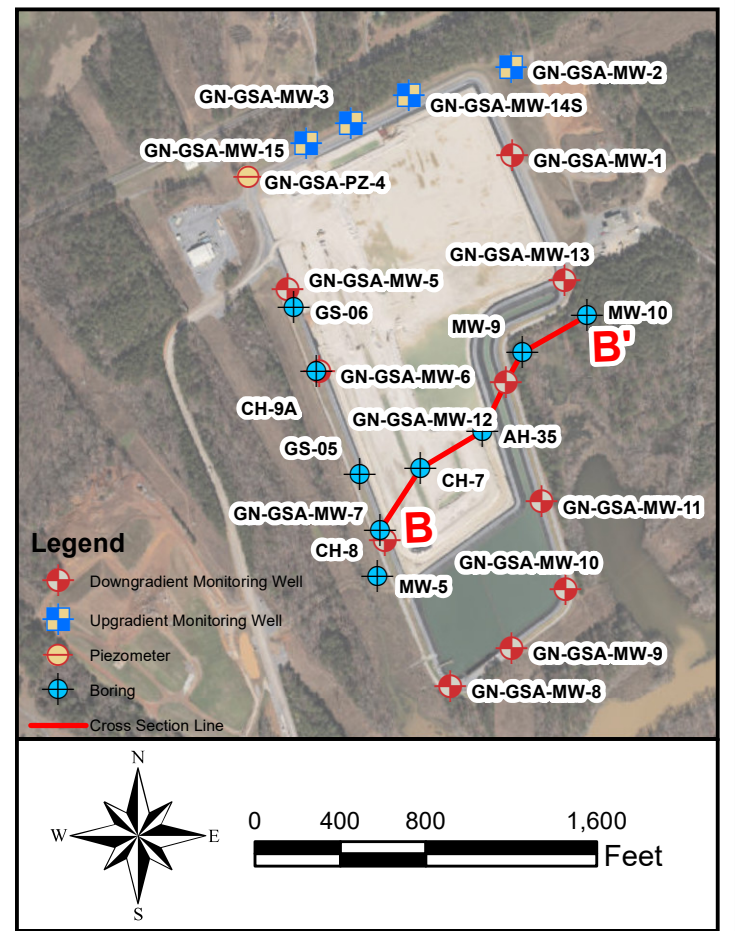 GN-GSA-MW-2
GN-GSA-MW-3
GN-GSA-MW-14S
GN-GSA-MW-15
GN-GSA-MW-1
GN-GSA-PZ-4
GN-GSA-MW-13
GN-GSA-MW-5
GS-06
MW-10
MW-9
B'
GN-GSA-MW-6
CH-9A
GN-GSA-MW-12
AH-35
GS-05
CH-7
GN-GSA-MW-7
B
GN-GSA-MW-11
CH-8
GN-GSA-MW-10
MW-5
GN-GSA-MW-9
GN-GSA-MW-8
Legend
Downgradient Monitoring Well
Upgradient Monitoring Well
Piezometer
Boring
Cross Section Line
N
W
E
S
0 400 800 1,600
Feet